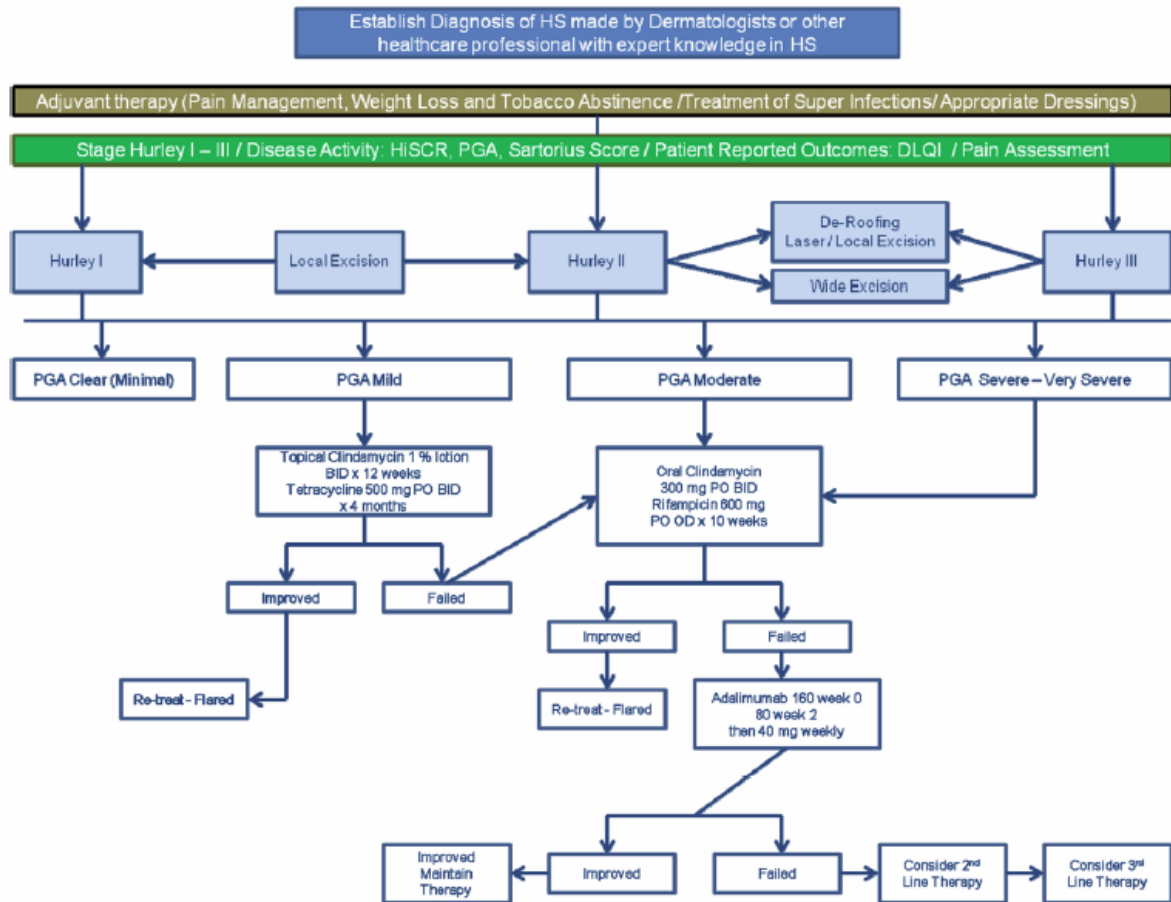 Establish Diagnosis of HS made by Dermatologists or other
healthcare professional with expert knowledge in HS
Adjuvant therapy (Pain Management, Weight Loss and Tobacco Abstinence /Treatment of Super Infections/ Appropriate Dressings)
Stage Hurley I – III / Disease Activity: HiSCR, PGA, Sartorius Score / Patient Reported Outcomes: DLQI / Pain Assessment
Hurley I
Local Excision
Hurley II
De-Roofing
Laser / Local Excision
Wide Excision
Hurley III
PGA Clear (Minimal)
PGA Mild
PGA Moderate
PGA Severe – Very Severe
Topical Clindamycin 1 % lotion
BID x 12 weeks
Tetracycline 500 mg PO BID
x 4 months
Oral Clindamycin
300 mg PO BID
Rifampicin 600 mg
PO OD x 10 weeks
Improved
Failed
Re-treat - Flared
Improved
Failed
Re-treat - Flared
Adalimumab 160 week 0
80 week 2
then 40 mg weekly
Improved
Maintain
Therapy
Improved
Failed
Consider 2nd
Line Therapy
Consider 3rd
Line Therapy